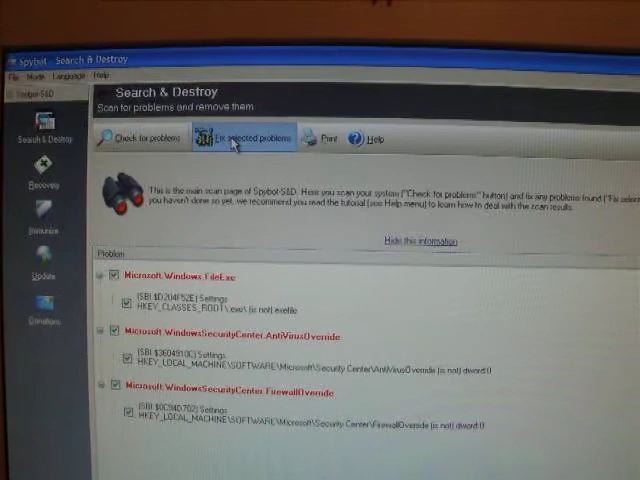 Spybot - Search & Destroy
File Mode Language Help
Spybot-S&D
Search & Destroy
Scan for problems and remove them
Check for problems Fix selected problems Print Help
Search & Destroy
Recovery
Immunize
Update
Donations
This is the main scan page of Spybot-S&D. Here you scan your system ("Check for problems" button) and fix any problems found ("Fix select
you haven't done so yet, we recommend you read the tutorial (see Help menu) to learn how to deal with the scan results.
Hide this information
Problem
Microsoft.Windows.FileExe
(SBI $D204F52E) Settings
HKEY_CLASSES_ROOT\.exe\ (is not) exefile
Microsoft.WindowsSecurityCenter.AntiVirusOverride
(SBI $3604910C) Settings
HKEY_LOCAL_MACHINE\SOFTWARE\Microsoft\Security Center\AntiVirusOverride (is not) dword:0
Microsoft.WindowsSecurityCenter.FirewallOverride
Settings
HKEY_LOCAL_MACHINE\SOFTWARE\Microsoft\Security Center\FirewallOverride (is not) dword:0